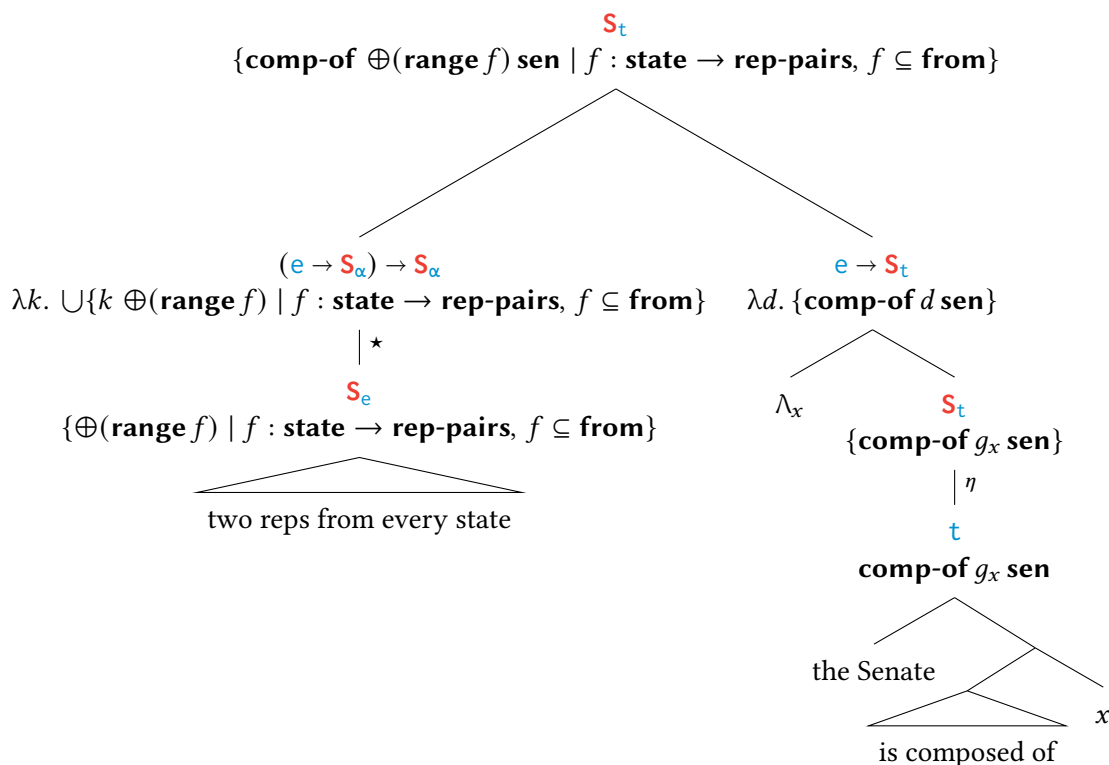 S_t
{comp-of ⊕(range f) sen | f : state → rep-pairs, f ⊆ from}
(e → S_α) → S_α
λk. ⋃{k ⊕(range f) | f : state → rep-pairs, f ⊆ from}
e → S_t
λd. {comp-of d sen}
⋆
S_e
{⊕(range f) | f : state → rep-pairs, f ⊆ from}
two reps from every state
Λ_x
S_t
{comp-of g_x sen}
η
t
comp-of g_x sen
the Senate
x
is composed of